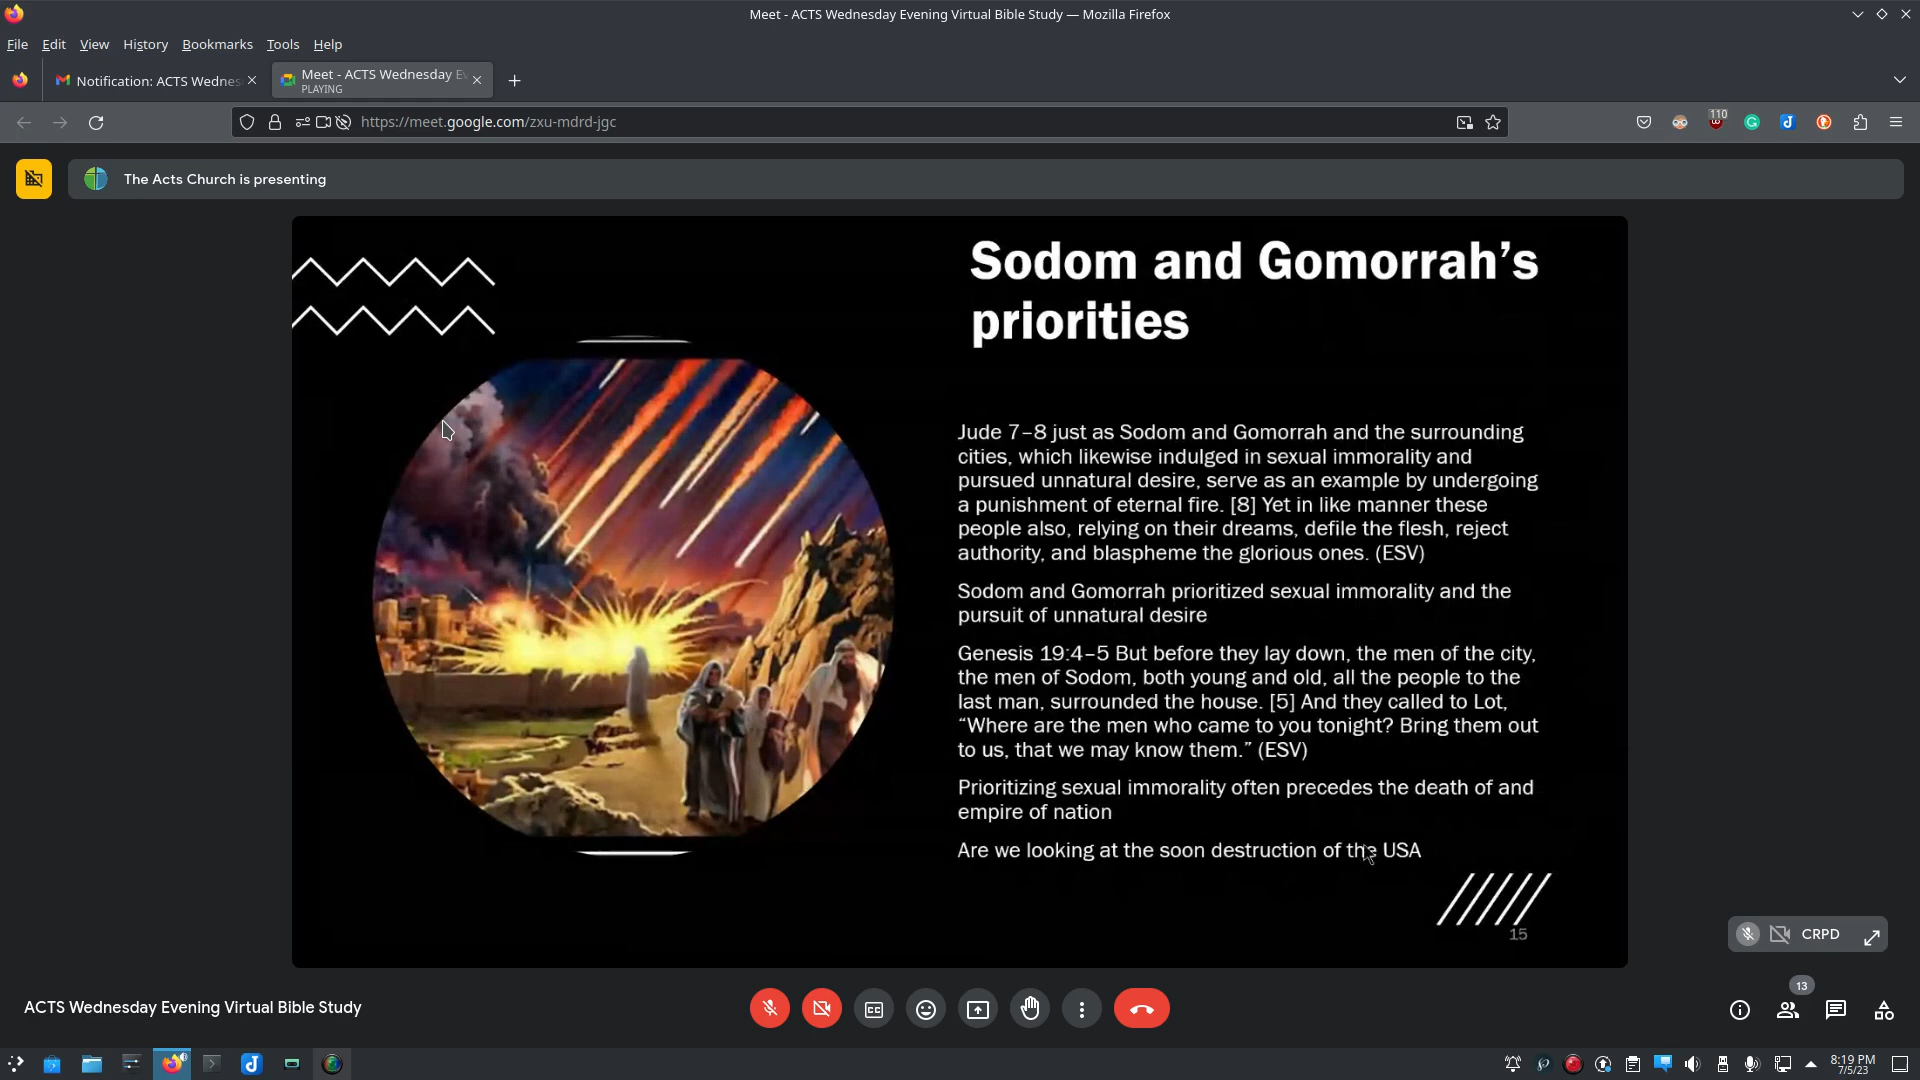 Meet - ACTS Wednesday Evening Virtual Bible Study — Mozilla Firefox
File Edit View History Bookmarks Tools Help
Notification: ACTS Wednes
Meet - ACTS Wednesday Ev
PLAYING
https://meet.google.com/zxu-mdrd-jgc
110
The Acts Church is presenting
Sodom and Gomorrah’s
priorities
Jude 7–8 just as Sodom and Gomorrah and the surrounding
cities, which likewise indulged in sexual immorality and
pursued unnatural desire, serve as an example by undergoing
a punishment of eternal fire. [8] Yet in like manner these
people also, relying on their dreams, defile the flesh, reject
authority, and blaspheme the glorious ones. (ESV)
Sodom and Gomorrah prioritized sexual immorality and the
pursuit of unnatural desire
Genesis 19:4–5 But before they lay down, the men of the city,
the men of Sodom, both young and old, all the people to the
last man, surrounded the house. [5] And they called to Lot,
“Where are the men who came to you tonight? Bring them out
to us, that we may know them.” (ESV)
Prioritizing sexual immorality often precedes the death of and
empire of nation
Are we looking at the soon destruction of the USA
15
CRPD
ACTS Wednesday Evening Virtual Bible Study
13
8:19 PM
7/5/23